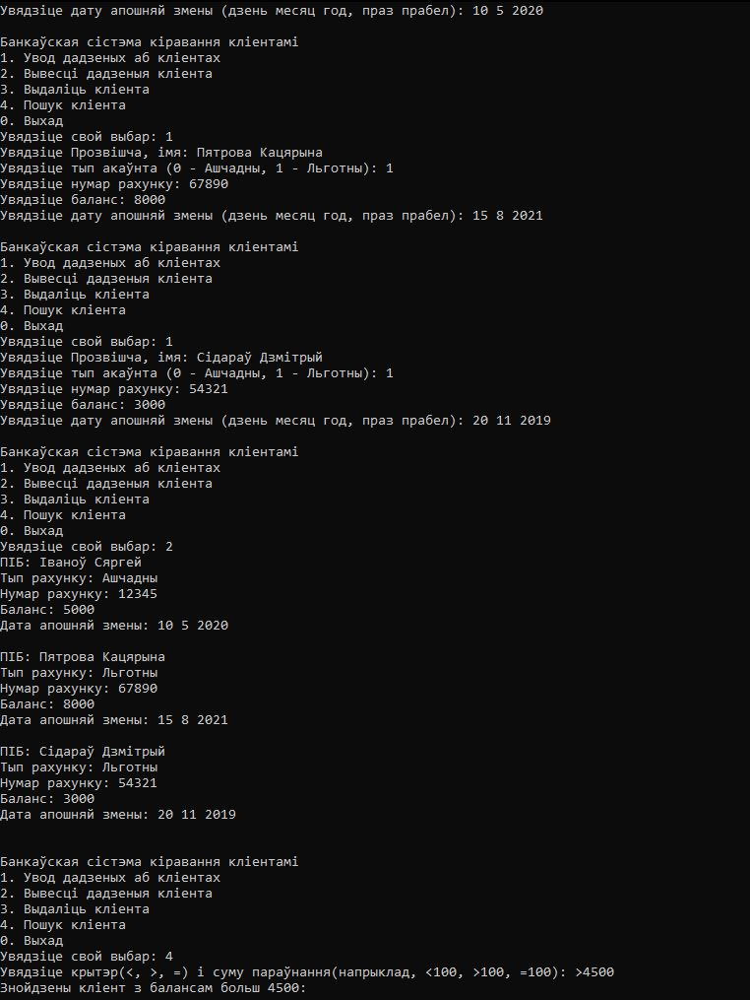 Увядзіце дату апошняй змены (дзень месяц год, праз прабел): 10 5 2020
Банкаўская сістэма кіравання кліентамі
1. Увод дадзеных аб кліентах
2. Вывесці дадзеныя кліента
3. Выдаліць кліента
4. Пошук кліента
0. Выхад
Увядзіце свой выбар: 1
Увядзіце Прозвішча, імя: Пятрова Кацярына
Увядзіце тып акаўнта (0 - Ашчадны, 1 - Льготны): 1
Увядзіце нумар рахунку: 67890
Увядзіце баланс: 8000
Увядзіце дату апошняй змены (дзень месяц год, праз прабел): 15 8 2021
Банкаўская сістэма кіравання кліентамі
1. Увод дадзеных аб кліентах
2. Вывесці дадзеныя кліента
3. Выдаліць кліента
4. Пошук кліента
0. Выхад
Увядзіце свой выбар: 1
Увядзіце Прозвішча, імя: Сідараў Дзмітрый
Увядзіце тып акаўнта (0 - Ашчадны, 1 - Льготны): 1
Увядзіце нумар рахунку: 54321
Увядзіце баланс: 3000
Увядзіце дату апошняй змены (дзень месяц год, праз прабел): 20 11 2019
Банкаўская сістэма кіравання кліентамі
1. Увод дадзеных аб кліентах
2. Вывесці дадзеныя кліента
3. Выдаліць кліента
4. Пошук кліента
0. Выхад
Увядзіце свой выбар: 2
ПІБ: Іваноў Сяргей
Тып рахунку: Ашчадны
Нумар рахунку: 12345
Баланс: 5000
Дата апошняй змены: 10 5 2020
ПІБ: Пятрова Кацярына
Тып рахунку: Льготны
Нумар рахунку: 67890
Баланс: 8000
Дата апошняй змены: 15 8 2021
ПІБ: Сідараў Дзмітрый
Тып рахунку: Льготны
Нумар рахунку: 54321
Баланс: 3000
Дата апошняй змены: 20 11 2019
Банкаўская сістэма кіравання кліентамі
1. Увод дадзеных аб кліентах
2. Вывесці дадзеныя кліента
3. Выдаліць кліента
4. Пошук кліента
0. Выхад
Увядзіце свой выбар: 4
Увядзіце крытэр(<, >, =) і суму параўнання(напрыклад, <100, >100, =100): >4500
Знойдзены кліент з балансам больш 4500: